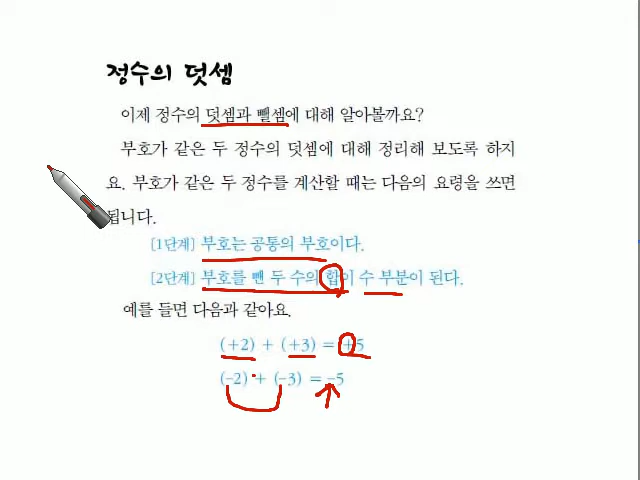 정수의 덧셈
이제 정수의 덧셈과 뺄셈에 대해 알아볼까요?
부호가 같은 두 정수의 덧셈에 대해 정리해 보도록 하지
요. 부호가 같은 두 정수를 계산할 때는 다음의 요령을 쓰면
됩니다.
[1단계] 부호는 공통의 부호이다.
[2단계] 부호를 뺀 두 수의 합이 수 부분이 된다.
예를 들면 다음과 같아요.
(+2) + (+3) = +5
(-2) + (-3) = -5